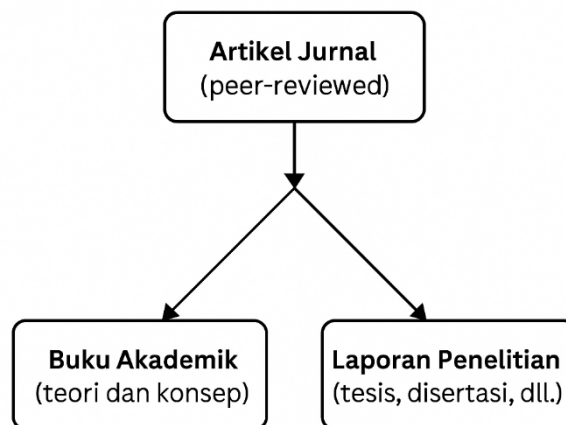 Artikel Jurnal
(peer-reviewed)
Buku Akademik
(teori dan konsep)
Laporan Penelitian
(tesis, disertasi, dll.)